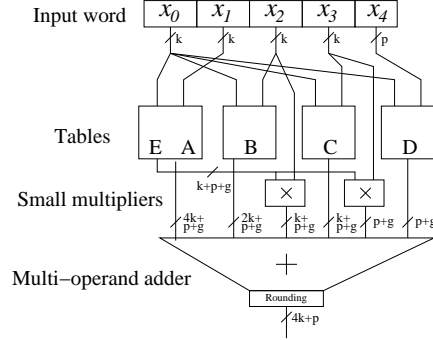 Input word x0 x1 x2 x3 x4
k k k k p
Tables E A B C D
k+p+g
Small multipliers × ×
4k+ 2k+ k+ k+ p+g p+g
p+g p+g p+g p+g
Multi−operand adder +
Rounding
4k+p